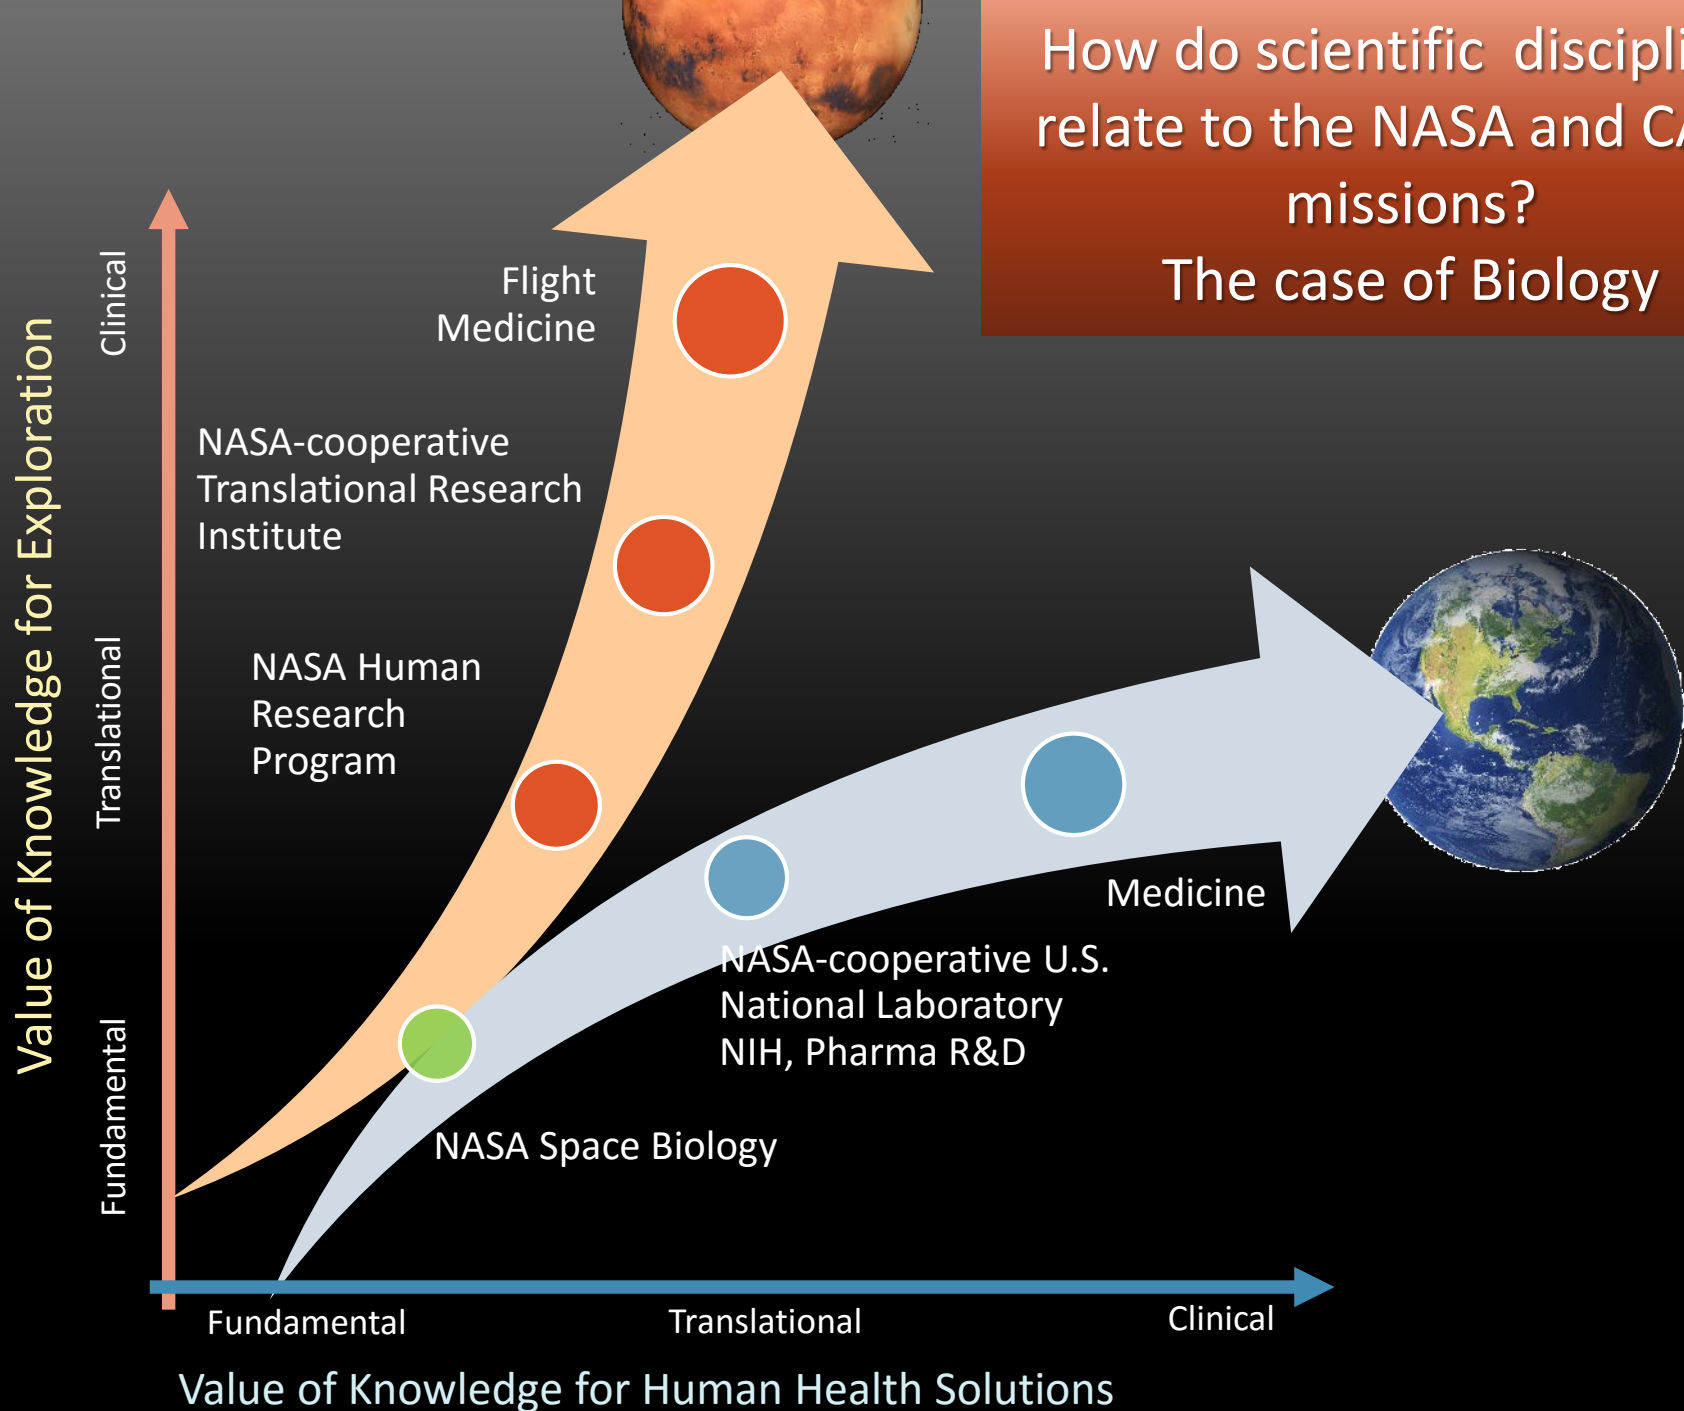 How do scientific
relate to the NASA and
missions?
The case of Biology
Value of Knowledge for Exploration
Clinical
Translational
Fundamental
Flight
Medicine
NASA-cooperative
Translational Research
Institute
NASA Human
Research
Program
Medicine
NASA-cooperative U.S.
National Laboratory
NIH, Pharma R&D
NASA Space Biology
Fundamental
Translational
Clinical
Value of Knowledge for Human Health Solutions